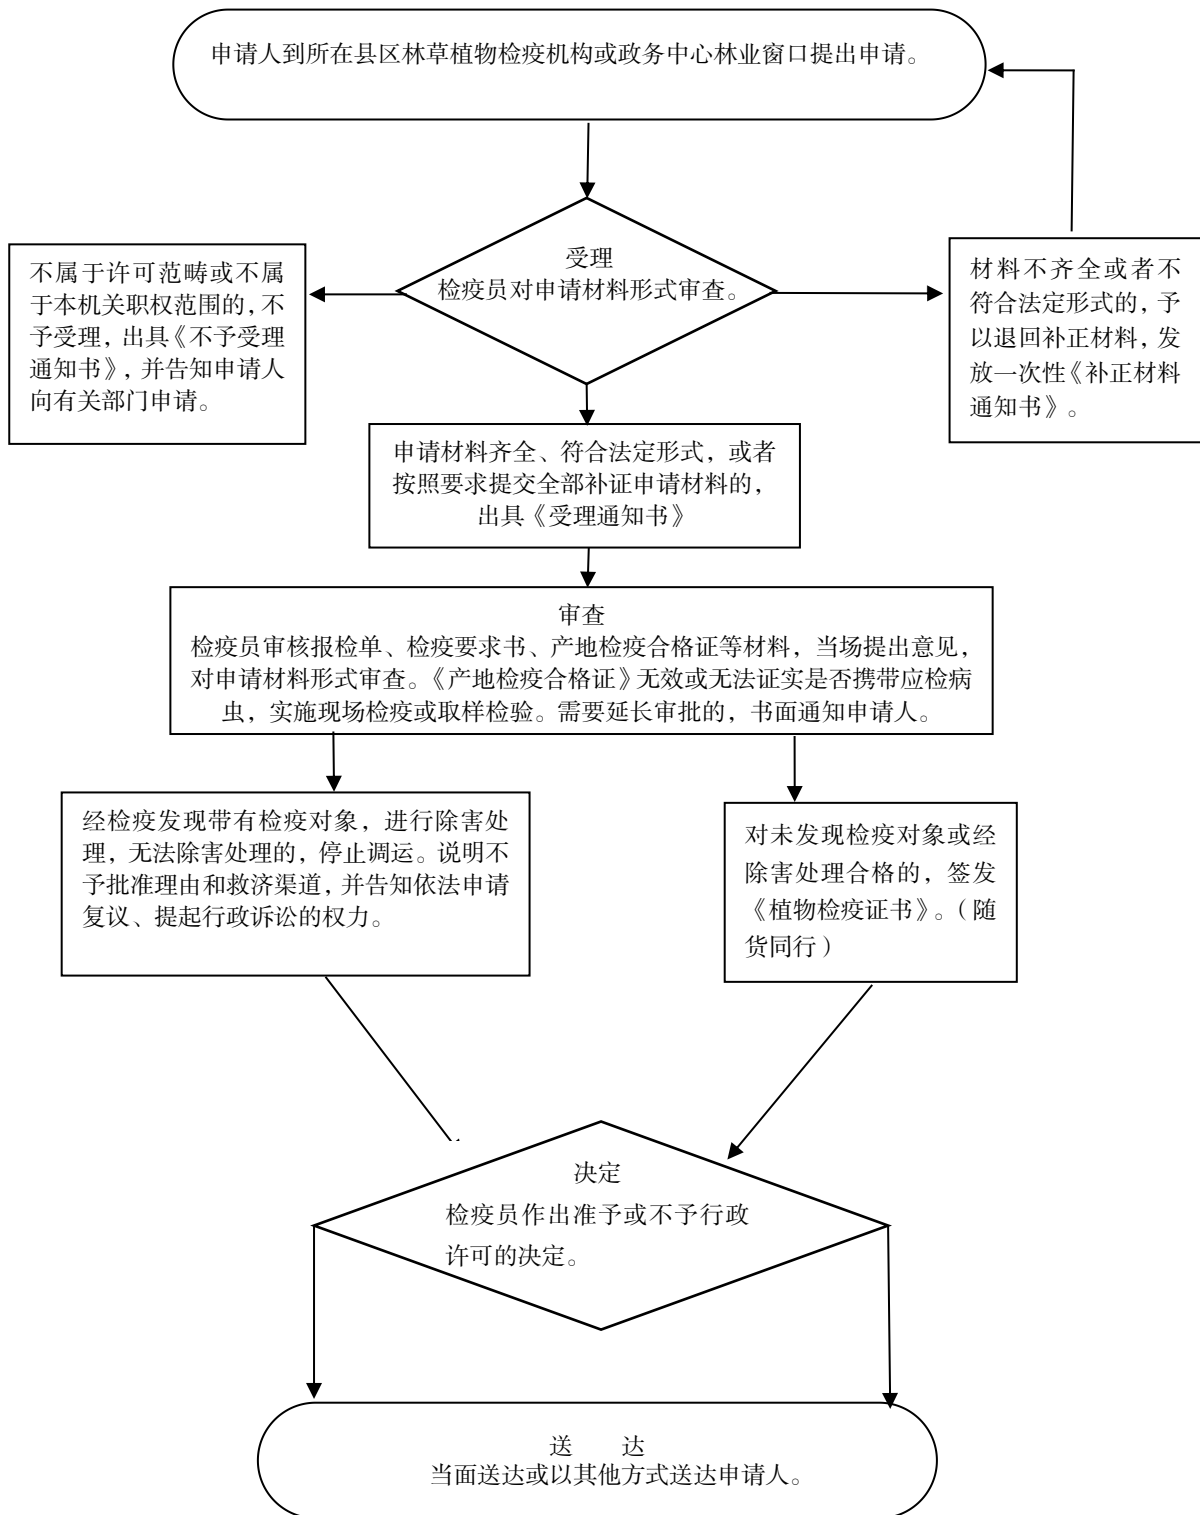 申请人到所在县区林草植物检疫机构或政务中心林业窗口提出申请。
受理
检疫员对申请材料形式审查。
不属于许可范畴或不属
于本机关职权范围的，不
予受理，出具《不予受理
通知书》，并告知申请人
向有关部门申请。
材料不齐全或者不
符合法定形式的，予
以退回补正材料，发
放一次性《补正材料
通知书》。
申请材料齐全、符合法定形式，或者
按照要求提交全部补证申请材料的，
出具《受理通知书》
审查
检疫员审核报检单、检疫要求书、产地检疫合格证等材料，当场提出意见，
对申请材料形式审查。《产地检疫合格证》无效或无法证实是否携带应检病
虫，实施现场检疫或取样检验。需要延长审批的，书面通知申请人。
经检疫发现带有检疫对象，进行除害处
理，无法除害处理的，停止调运。说明不
予批准理由和救济渠道，并告知依法申请
复议、提起行政诉讼的权力。
对未发现检疫对象或经
除害处理合格的，签发
《植物检疫证书》。（随
货同行）
决定
检疫员作出准予或不予行政
许可的决定。
送　　达
当面送达或以其他方式送达申请人。